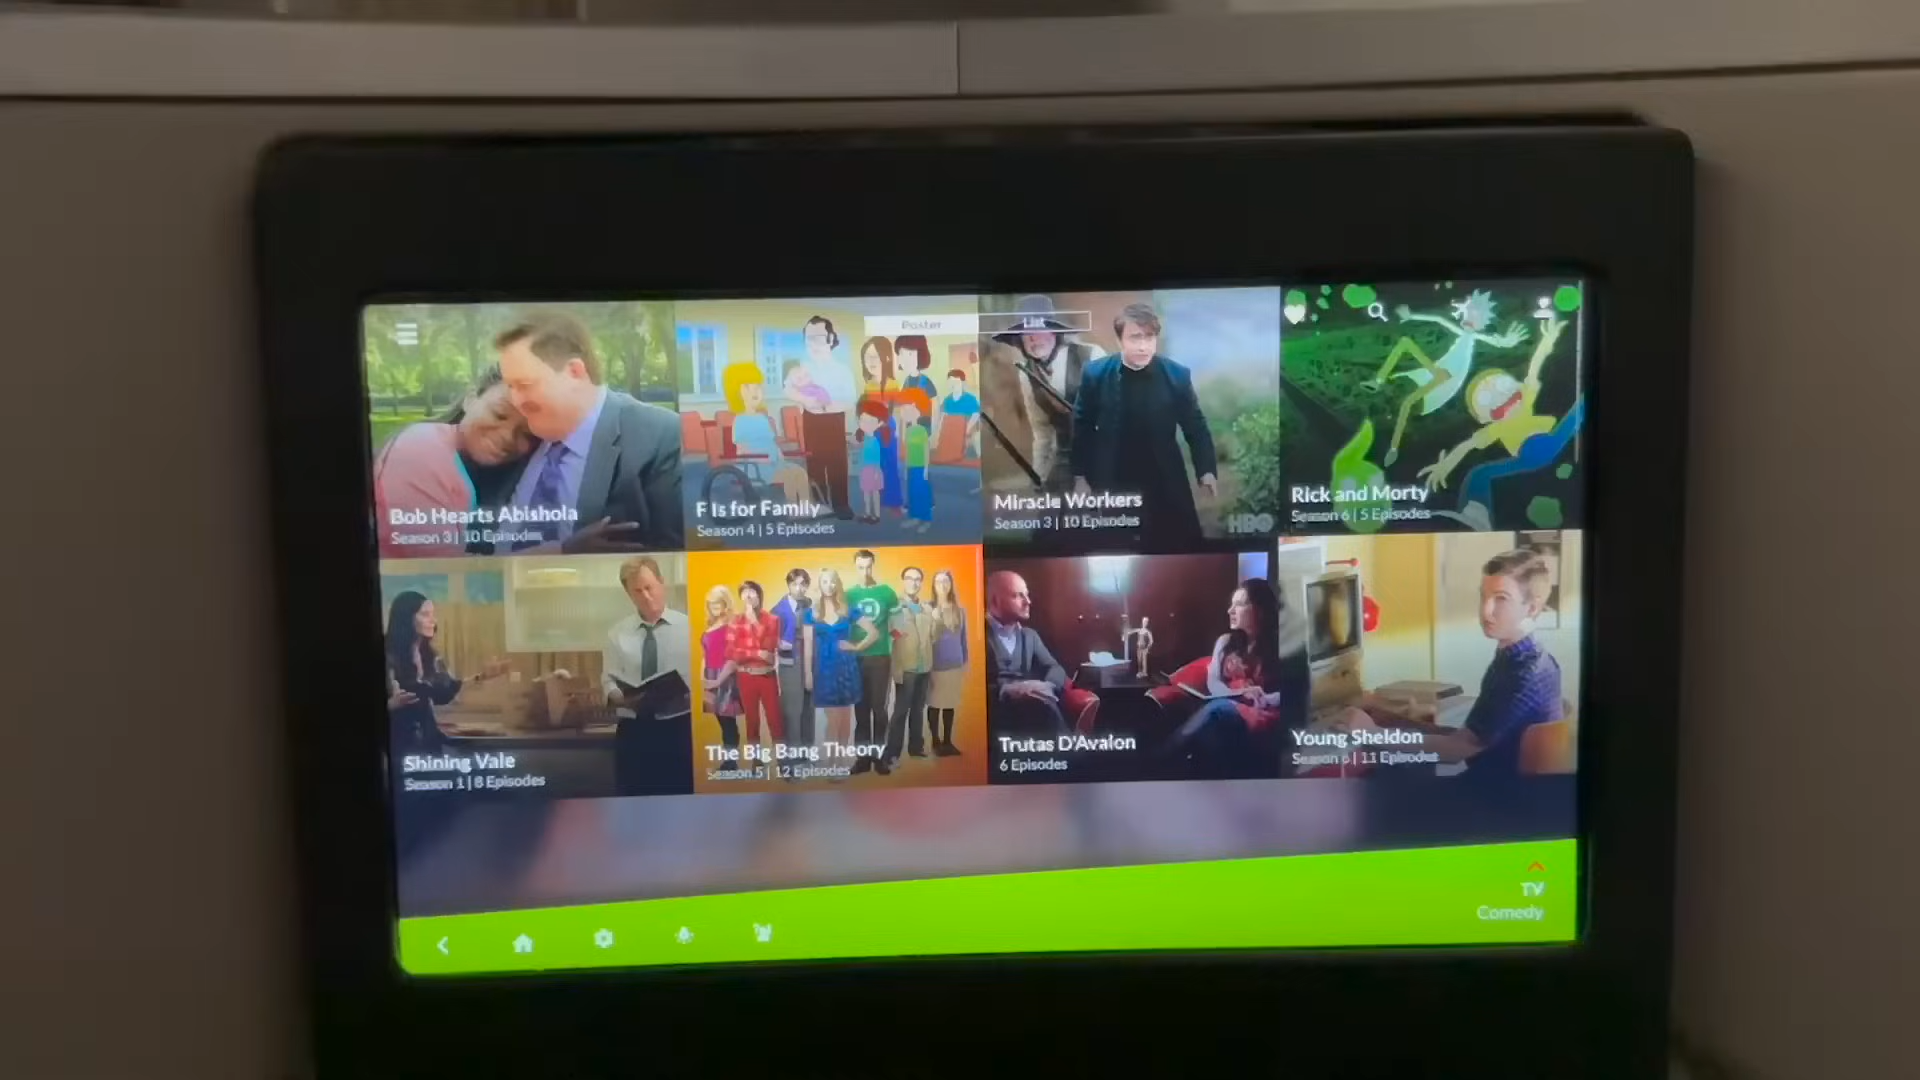 Poster
List
Bob Hearts Abishola
Season 3 | 10 Episodes
F Is for Family
Season 4 | 5 Episodes
Miracle Workers
Season 3 | 10 Episodes
HBO
Rick and Morty
Season 6 | 5 Episodes
Shining Vale
Season 1 | 8 Episodes
The Big Bang Theory
Season 5 | 12 Episodes
Trutas D'Avalon
6 Episodes
Young Sheldon
Season 6 | 11 Episodes
TV
Comedy